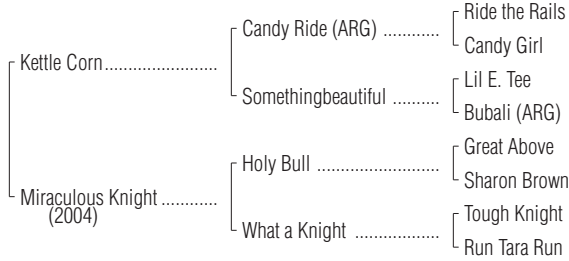 Ride the Rails
Candy Ride (ARG) ............
Candy Girl
Kettle Corn.......................
Lil E. Tee
Somethingbeautiful ..........
Bubali (ARG)
Great Above
Holy Bull ..........................
Sharon Brown
Miraculous Knight ............
(2004)
Tough Knight
What a Knight ..................
Run Tara Run